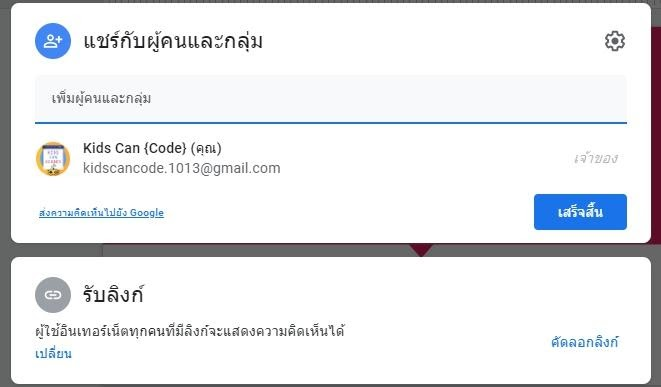 แชร์กับผู้คนและกลุ่ม
เพิ่มผู้คนและกลุ่ม
Kids Can {Code} (คุณ)
kidscancode.1013@gmail.com
เจ้าของ
ส่งความคิดเห็นไปยัง Google
เสร็จสิ้น
รับลิงก์
ผู้ใช้อินเทอร์เน็ตทุกคนที่มีลิงก์จะแสดงความคิดเห็นได้
เปลี่ยน
คัดลอกลิงก์